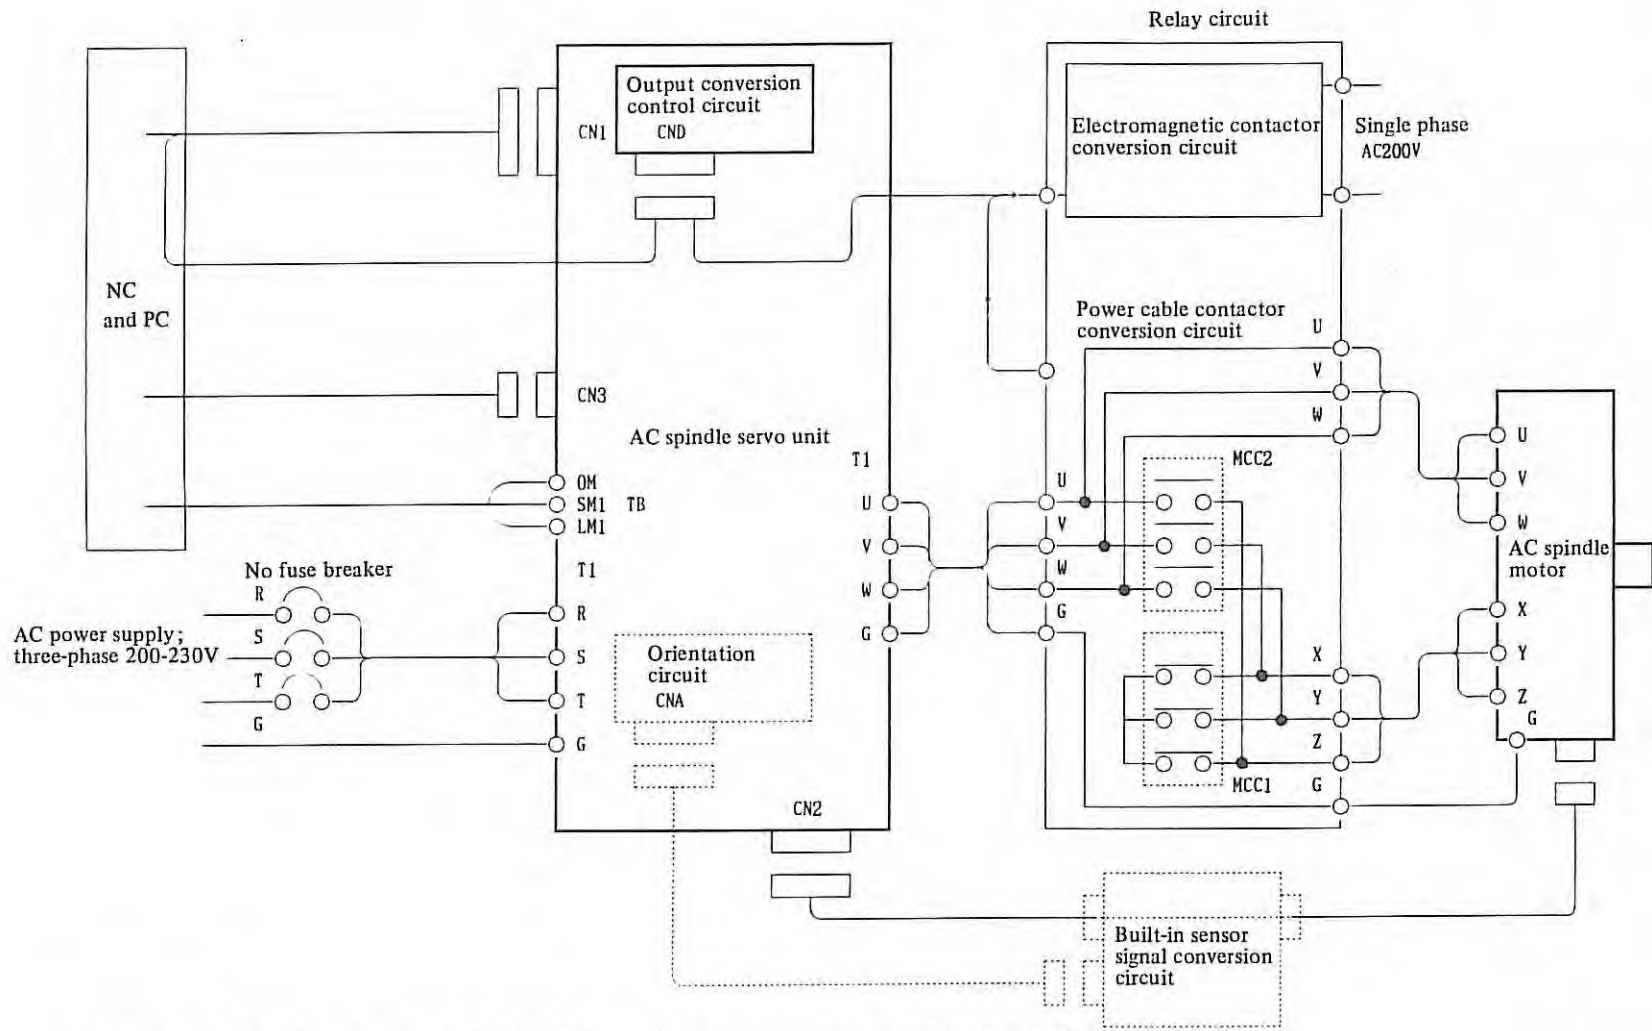 Relay circuit
Output conversion
control circuit
CND
CN1
Electromagnetic contactor
conversion circuit
Single phase
AC200V
NC
and PC
Power cable contactor
conversion circuit
U
V
W
CN3
AC spindle servo unit
T1
MCC2
U
V
W
G
OM
SM1
LM1
TB
U
V
W
G
T1
No fuse breaker
R
S
T
G
AC power supply;
three-phase 200-230V
R
S
T
G
Orientation
circuit
CNA
U
V
W
AC spindle
motor
X
Y
Z
G
X
Y
Z
G
MCC1
CN2
Built-in sensor
signal conversion
circuit